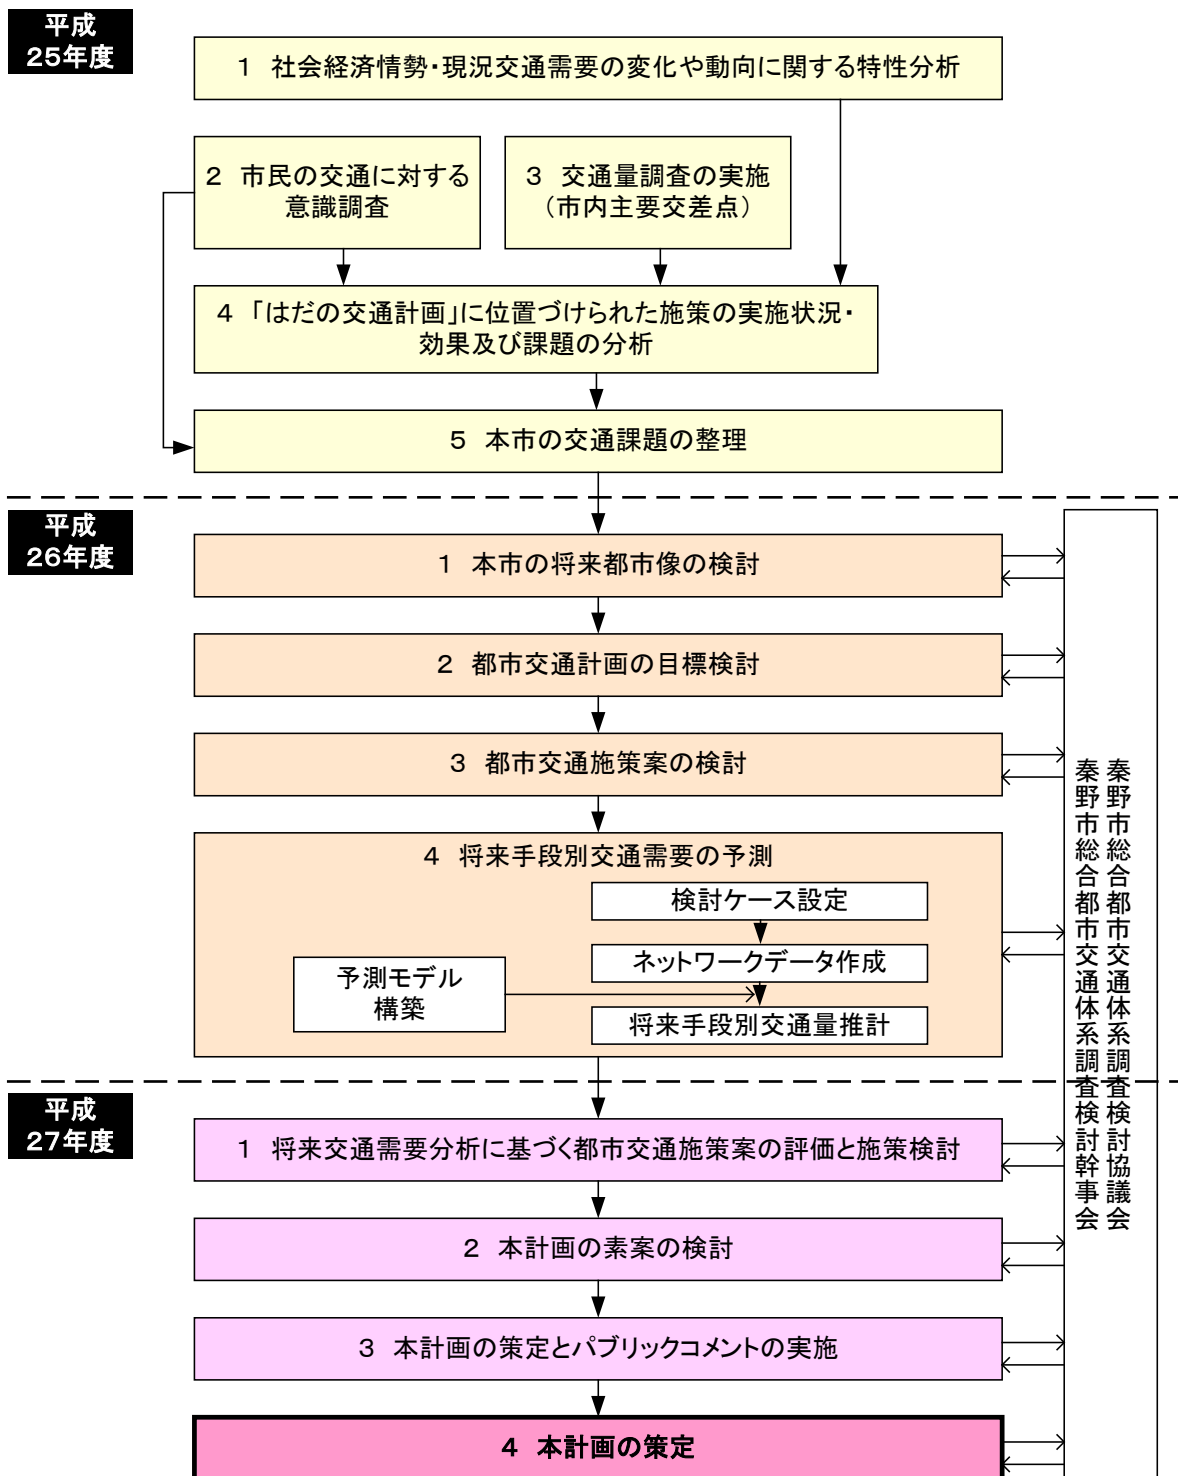 平成
25年度
1 社会経済情勢・現況交通需要の変化や動向に関する特性分析
2 市民の交通に対する
意識調査
3 交通量調査の実施
(市内主要交差点)
4 「はだの交通計画」に位置づけられた施策の実施状況・
効果及び課題の分析
5 本市の交通課題の整理
平成
26年度
1 本市の将来都市像の検討
2 都市交通計画の目標検討
3 都市交通施策案の検討
4 将来手段別交通需要の予測
検討ケース設定
ネットワークデータ作成
予測モデル
構築
将来手段別交通量推計
秦野市総合都市交通体系調査検討協議会
秦野市総合都市交通体系調査検討幹事会
平成
27年度
1 将来交通需要分析に基づく都市交通施策案の評価と施策検討
2 本計画の素案の検討
3 本計画の策定とパブリックコメントの実施
4 本計画の策定